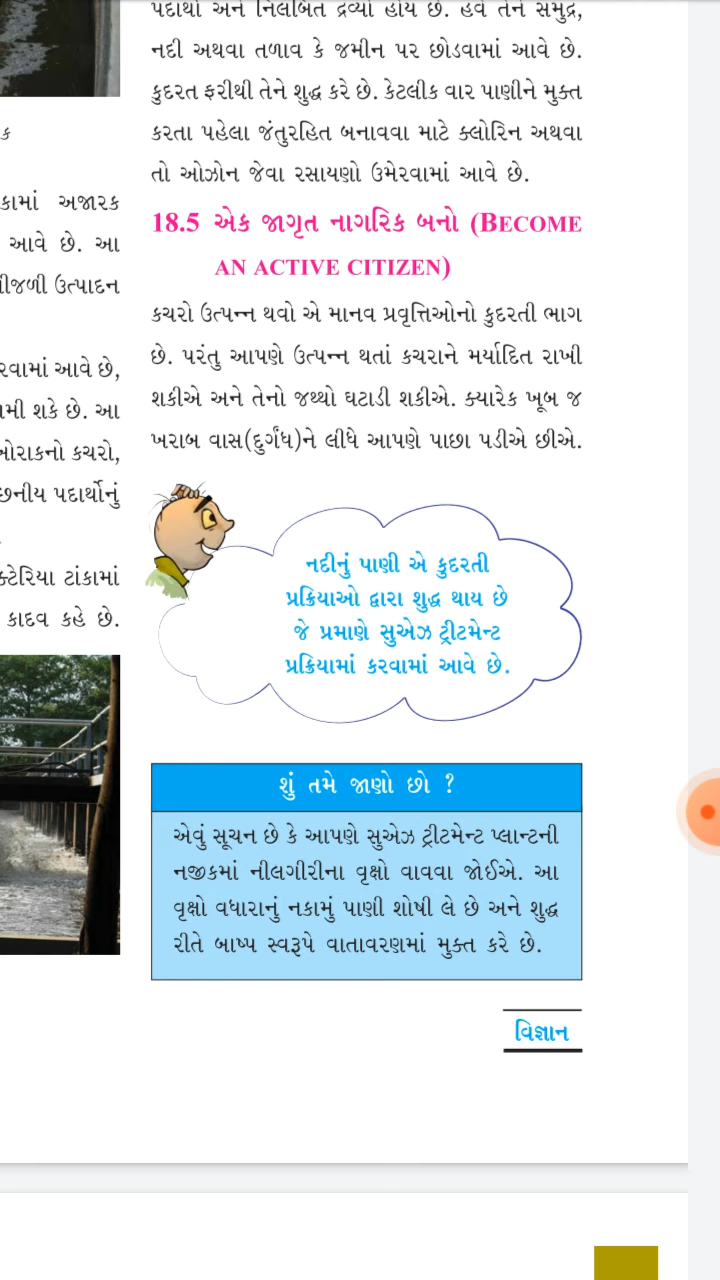 ક
કામાં અજારક
આવે છે. આ
ીજળી ઉત્પાદન
રવામાં આવે છે,
ામી શકે છે. આ
ોરાકનો કચરો,
છનીય પદાર્થોનું
ક્ટેરિયા ટાંકામાં
કાદવ કહે છે.
પદાર્થો અને નિલંબિત દ્રવ્યો હોય છે. હવે તેને સમુદ્ર,
નદી અથવા તળાવ કે જમીન પર છોડવામાં આવે છે.
કુદરત ફરીથી તેને શુદ્ધ કરે છે. કેટલીક વાર પાણીને મુક્ત
કરતા પહેલા જંતુરહિત બનાવવા માટે ક્લોરિન અથવા
તો ઓઝોન જેવા રસાયણો ઉમેરવામાં આવે છે.
18.5 એક જાગૃત નાગરિક બનો (BECOME
AN ACTIVE CITIZEN)
કચરો ઉત્પન્ન થવો એ માનવ પ્રવૃત્તિઓનો કુદરતી ભાગ
છે. પરંતુ આપણે ઉત્પન્ન થતાં કચરાને મર્યાદિત રાખી
શકીએ અને તેનો જથ્થો ઘટાડી શકીએ. ક્યારેક ખૂબ જ
ખરાબ વાસ(દુર્ગંધ)ને લીધે આપણે પાછા પડીએ છીએ.
નદીનું પાણી એ કુદરતી
પ્રક્રિયાઓ દ્વારા શુદ્ધ થાય છે
જે પ્રમાણે સુએઝ ટ્રીટમેન્ટ
પ્રક્રિયામાં કરવામાં આવે છે.
શું તમે જાણો છો ?
એવું સૂચન છે કે આપણે સુએઝ ટ્રીટમેન્ટ પ્લાન્ટની
નજીકમાં નીલગીરીના વૃક્ષો વાવવા જોઈએ. આ
વૃક્ષો વધારાનું નકામું પાણી શોષી લે છે અને શુદ્ધ
રીતે બાષ્પ સ્વરૂપે વાતાવરણમાં મુક્ત કરે છે.
વિજ્ઞાન